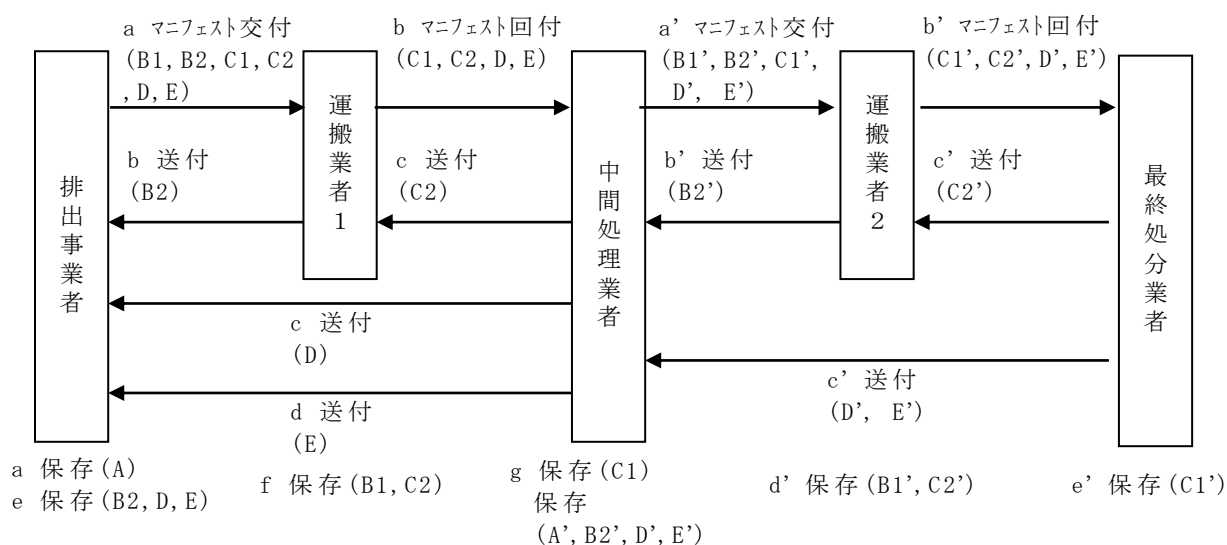 a マニフェスト交付
(B1,B2,C1,C2
,D,E)
b マニフェスト回付
(C1,C2,D,E)
a’ マニフェスト交付
(B1’,B2’,C1’,
D’, E’)
b’ マニフェスト回付
(C1’,C2’,D’,E’)
排出事業者
運搬業者1
中間処理業者
運搬業者2
最終処分業者
b 送付
(B2)
c 送付
(C2)
b’ 送付
(B2’)
c’ 送付
(C2’)
c 送付
(D)
d 送付
(E)
c’ 送付
(D’, E’)
a 保存(A)
e 保存(B2,D,E)
f 保存(B1,C2)
g 保存(C1)
保存
(A’,B2’,D’,E’)
d’ 保存(B1’,C2’)
e’ 保存(C1’)